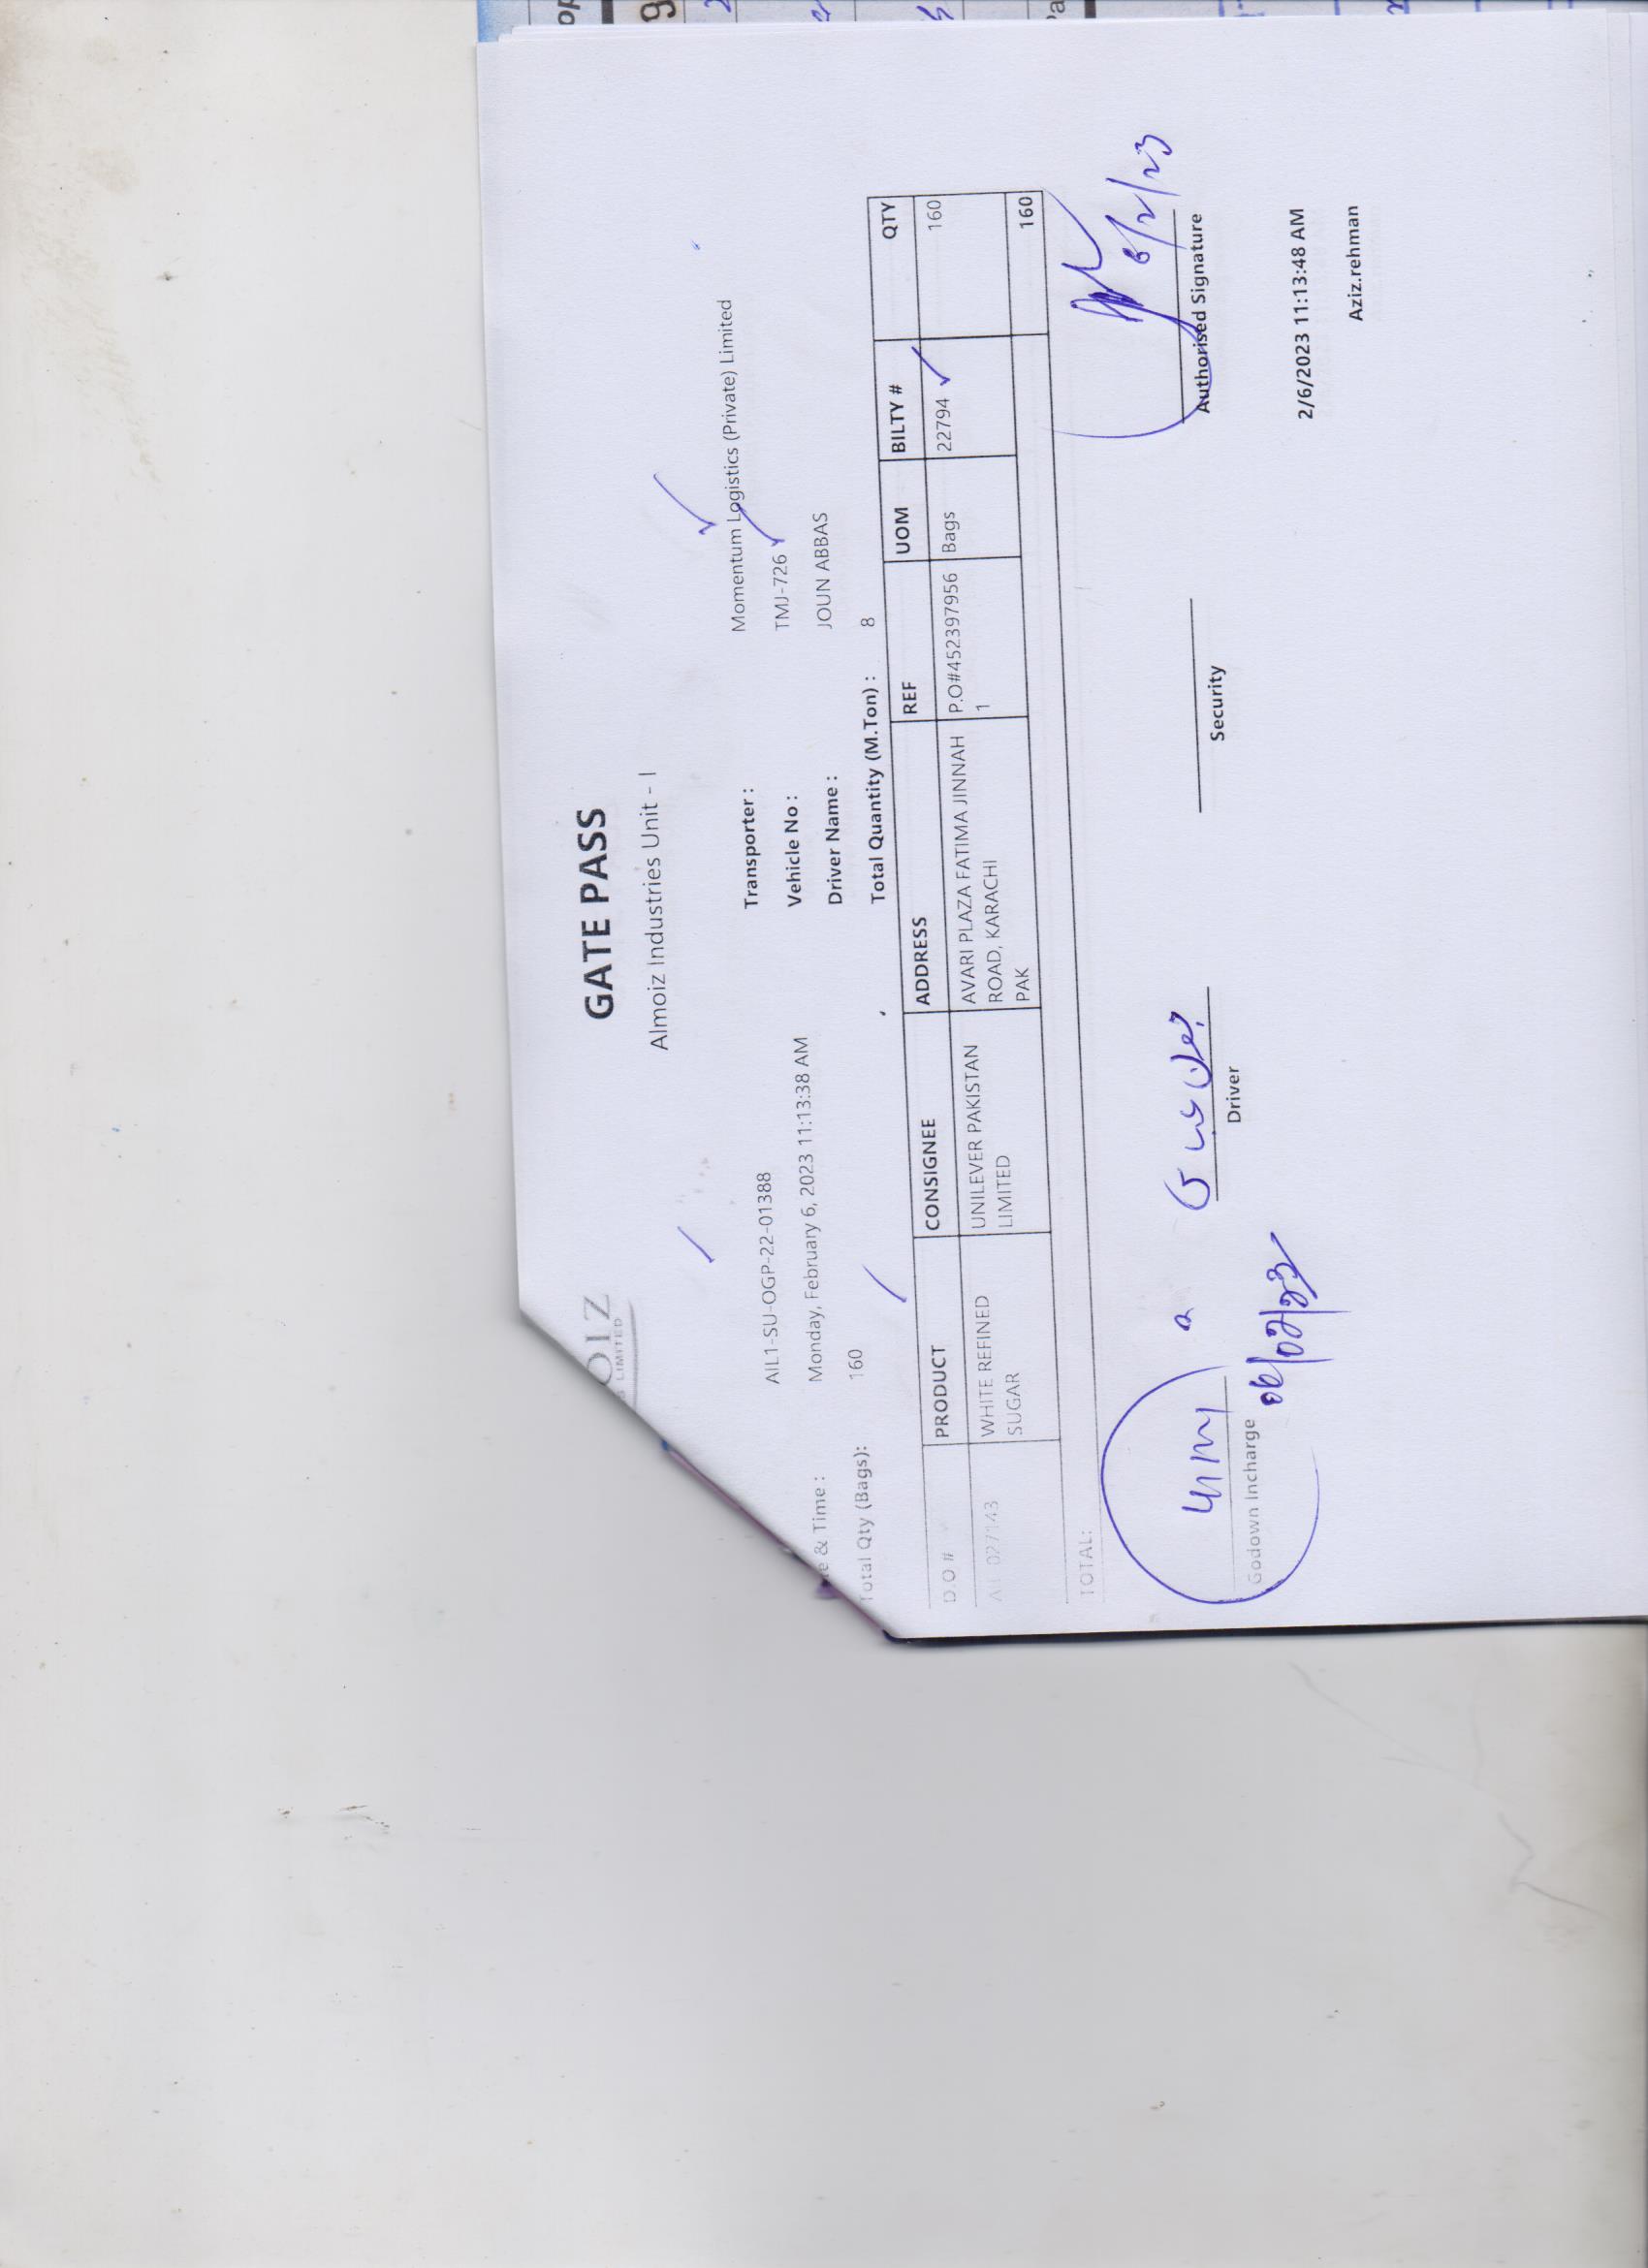 OIZ
LIMITED
GATE PASS
Almoiz Industries Unit - I
AIL1-SU-OGP-22-01388
Transporter : Momentum Logistics (Private) Limited
& Time : Monday, February 6, 2023 11:13:38 AM
Vehicle No : TMJ-726
Driver Name : JOUN ABBAS
Total Qty (Bags): 160
Total Quantity (M.Ton) : 8
D.O # PRODUCT CONSIGNEE ADDRESS REF UOM BILTY # QTY
027143 WHITE REFINED SUGAR UNILEVER PAKISTAN LIMITED AVARI PLAZA FATIMA JINNAH ROAD, KARACHI PAK P.O#452397956 1 Bags 22794 160
TOTAL: 160
جون عباس
6/2/23
Godown Incharge Driver Security Authorised Signature
06/02/23
2/6/2023 11:13:48 AM
Aziz.rehman